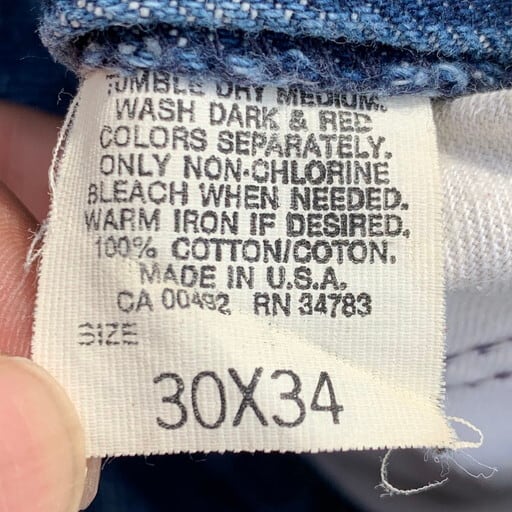 TUMBLE DRY MEDIUM.
WASH DARK & RED
COLORS SEPARATELY.
ONLY NON-CHLORINE
BLEACH WHEN NEEDED.
WARM IRON IF DESIRED.
100% COTTON/COTON.
MADE IN U.S.A.
CA 00492 RN 34783
SIZE
30X34